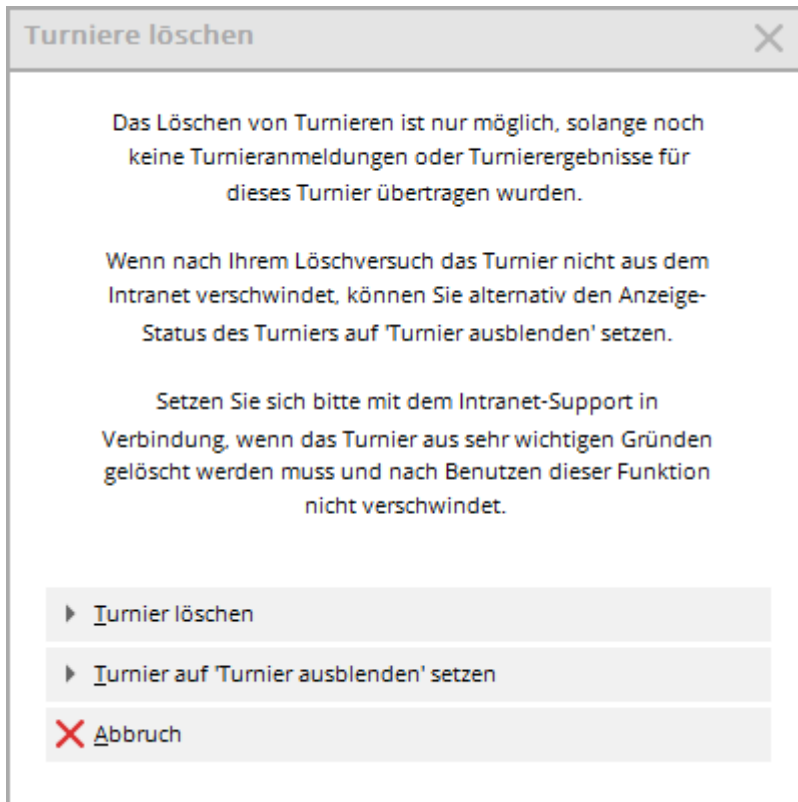 Turniere löschen
Das Löschen von Turnieren ist nur möglich, solange noch
keine Turnieranmeldungen oder Turnierergebnisse für
dieses Turnier übertragen wurden.
Wenn nach Ihrem Löschversuch das Turnier nicht aus dem
Intranet verschwindet, können Sie alternativ den Anzeige-
Status des Turniers auf 'Turnier ausblenden' setzen.
Setzen Sie sich bitte mit dem Intranet-Support in
Verbindung, wenn das Turnier aus sehr wichtigen Gründen
gelöscht werden muss und nach Benutzen dieser Funktion
nicht verschwindet.
Turnier löschen
Turnier auf 'Turnier ausblenden' setzen
Abbruch